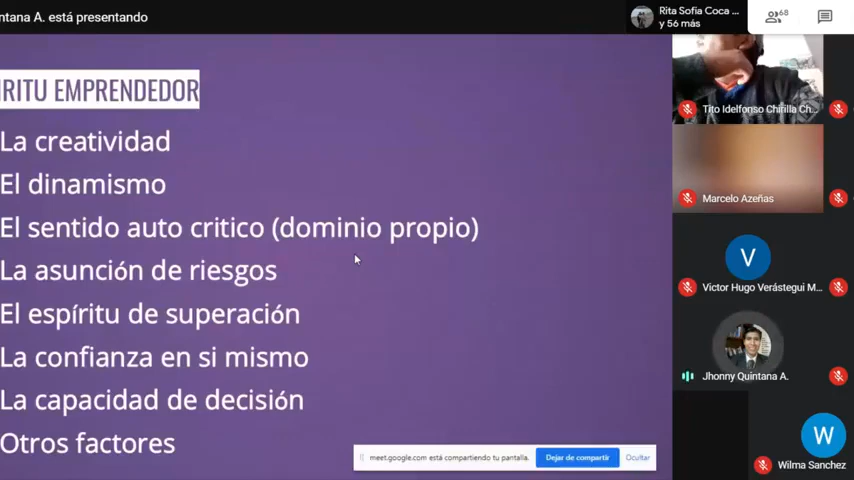 ntana A. está presentando
Rita Sofia Coca ...
y 56 más
68
IRITU EMPRENDEDOR
La creatividad
El dinamismo
El sentido auto critico (dominio propio)
La asunción de riesgos
El espíritu de superación
La confianza en si mismo
La capacidad de decisión
Otros factores
meet.google.com está compartiendo tu pantalla.
Dejar de compartir
Ocultar
Tito Idelfonso Chirilla Ch...
Marcelo Azeñas
V
Victor Hugo Verástegui M...
Jhonny Quintana A.
W
Wilma Sanchez